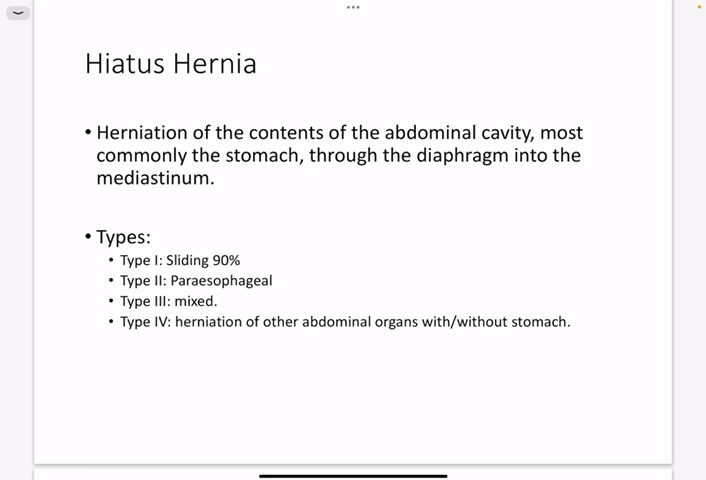 Hiatus Hernia
• Herniation of the contents of the abdominal cavity, most
commonly the stomach, through the diaphragm into the
mediastinum.
• Types:
• Type I: Sliding 90%
• Type II: Paraesophageal
• Type III: mixed.
• Type IV: herniation of other abdominal organs with/without stomach.